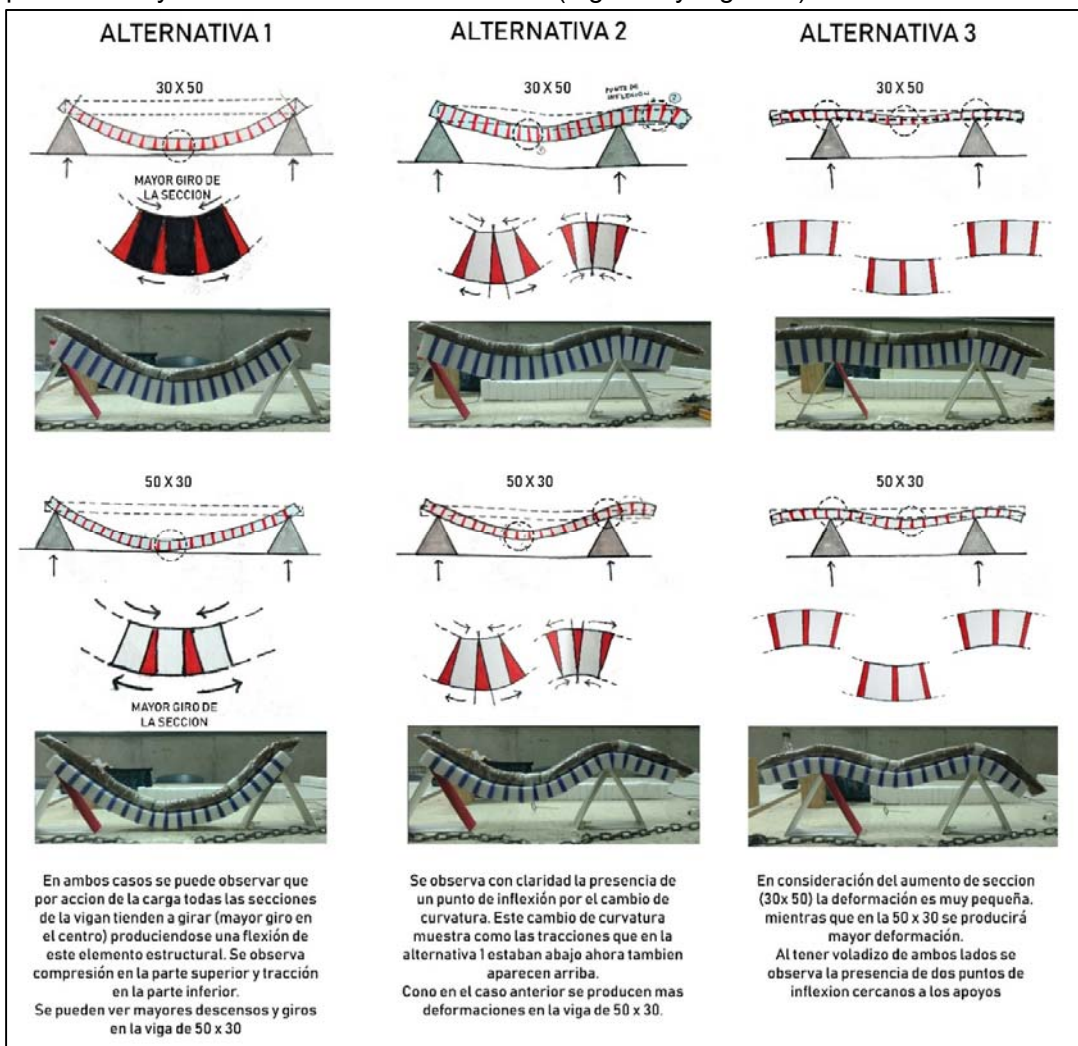 ALTERNATIVA 1
30 X 50
MAYOR GIRO DE
LA SECCION
50 X 30
MAYOR GIRO DE
LA SECCION
En ambos casos se puede observar que
por accion de la carga todas las secciones
de la vigan tienden a girar (mayor giro en
el centro) produciendose una flexión de
este elemento estructural. Se observa
compresión en la parte superior y tracción
en la parte inferior.
Se pueden ver mayores descensos y giros
en la viga de 50 x 30
ALTERNATIVA 2
30 X 50
PUNTO DE
INFLEXION
2
1
50 X 30
Se observa con claridad la presencia de
un punto de inflexión por el cambio de
curvatura. Este cambio de curvatura
muestra como las tracciones que en la
alternativa 1 estaban abajo ahora tambien
aparecen arriba.
Cono en el caso anterior se producen mas
deformaciones en la viga de 50 x 30.
ALTERNATIVA 3
30 X 50
50 X 30
En consideración del aumento de seccion
(30x 50) la deformación es muy pequeña,
mientras que en la 50 x 30 se producirá
mayor deformación.
Al tener voladizo de ambos lados se
observa la presencia de dos puntos de
inflexion cercanos a los apoyos